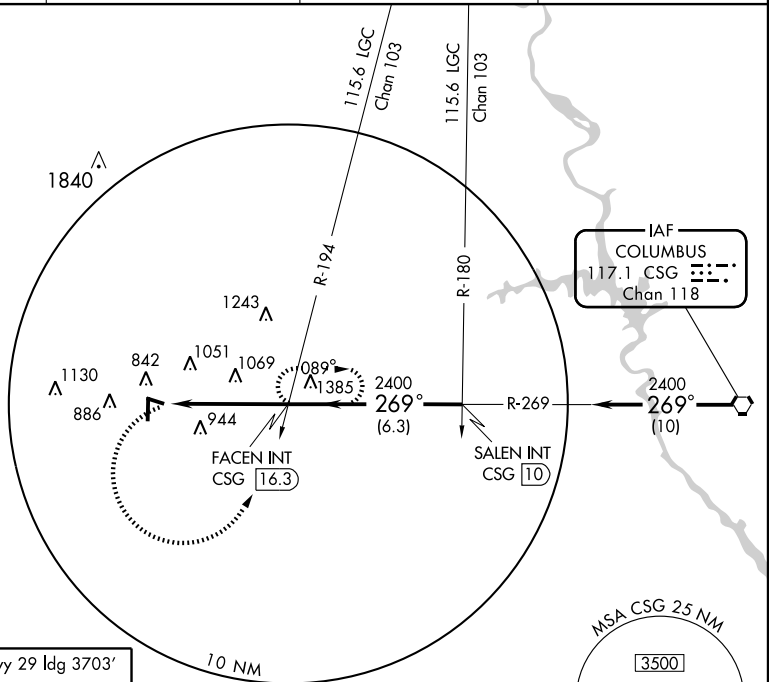 115.6 LGC
Chan 103
115.6 LGC
Chan 103
1840
IAF
COLUMBUS
117.1 CSG
Chan 118
R-194
R-180
1243
1051
842
1069
089°
1385
1130
886
944
2400
269°
(6.3)
R-269
2400
269°
(10)
FACEN INT
CSG 16.3
SALEN INT
CSG 10
10 NM
MSA CSG 25 NM
3500
29 ldg 3703'